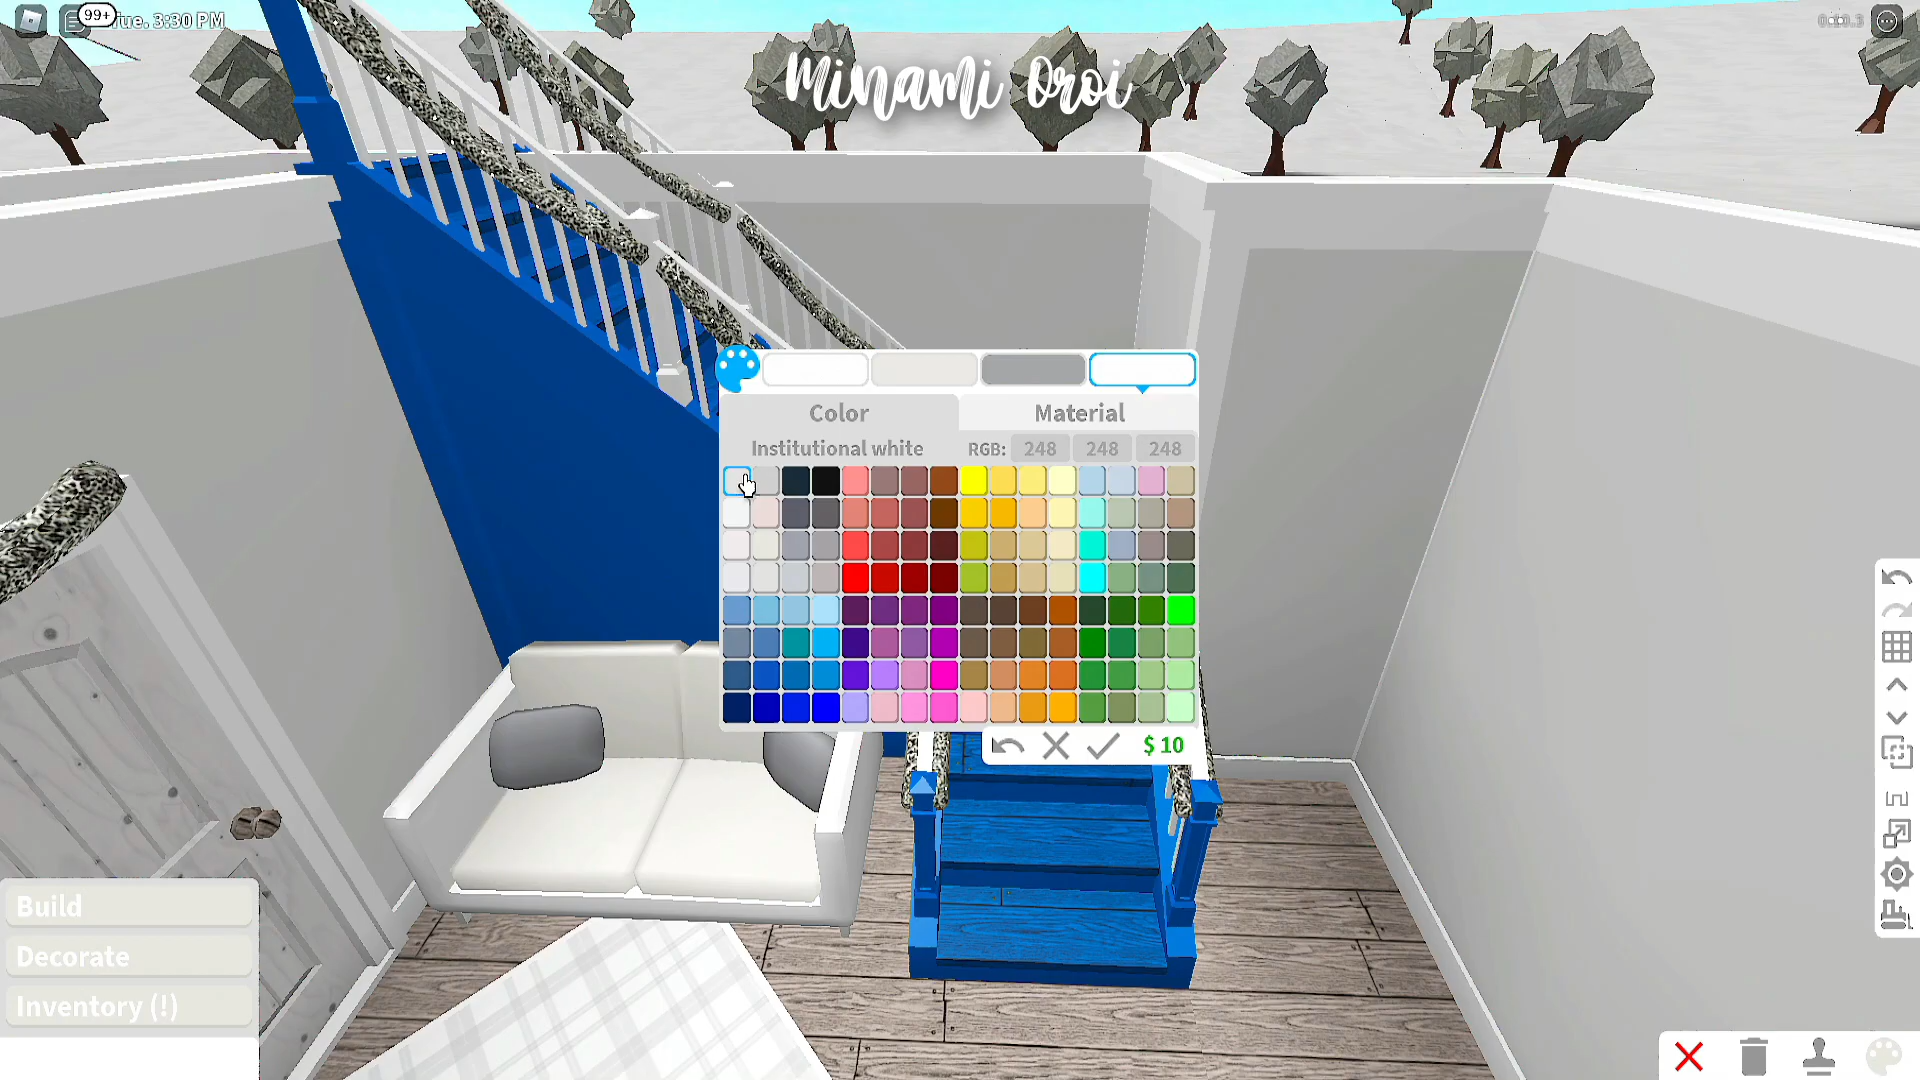 99+
Tue. 3:30 PM
Minami Oroi
Color
Material
Institutional white
RGB: 248 248 248
$ 10
Build
Decorate
Inventory (!)